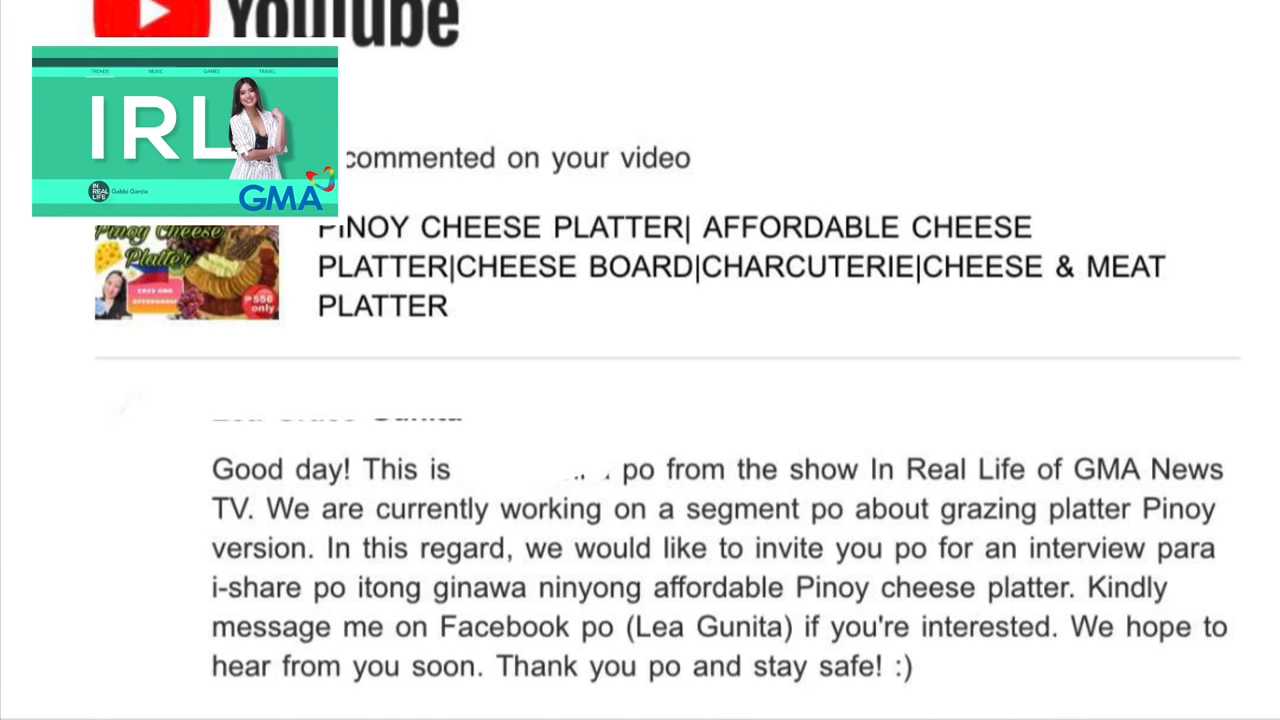 YouTube
TRENDS MUSIC GAMES TRAVEL
IRL
IN REAL LIFE Gabbi Garcia
GMA
commented on your video
PINOY CHEESE PLATTER| AFFORDABLE CHEESE
PLATTER|CHEESE BOARD|CHARCUTERIE|CHEESE & MEAT
PLATTER
Pinoy Cheese
Platter
EASY AND
AFFORDABLE
₱556
only
Good day! This is po from the show In Real Life of GMA News
TV. We are currently working on a segment po about grazing platter Pinoy
version. In this regard, we would like to invite you po for an interview para
i-share po itong ginawa ninyong affordable Pinoy cheese platter. Kindly
message me on Facebook po (Lea Gunita) if you're interested. We hope to
hear from you soon. Thank you po and stay safe! :)